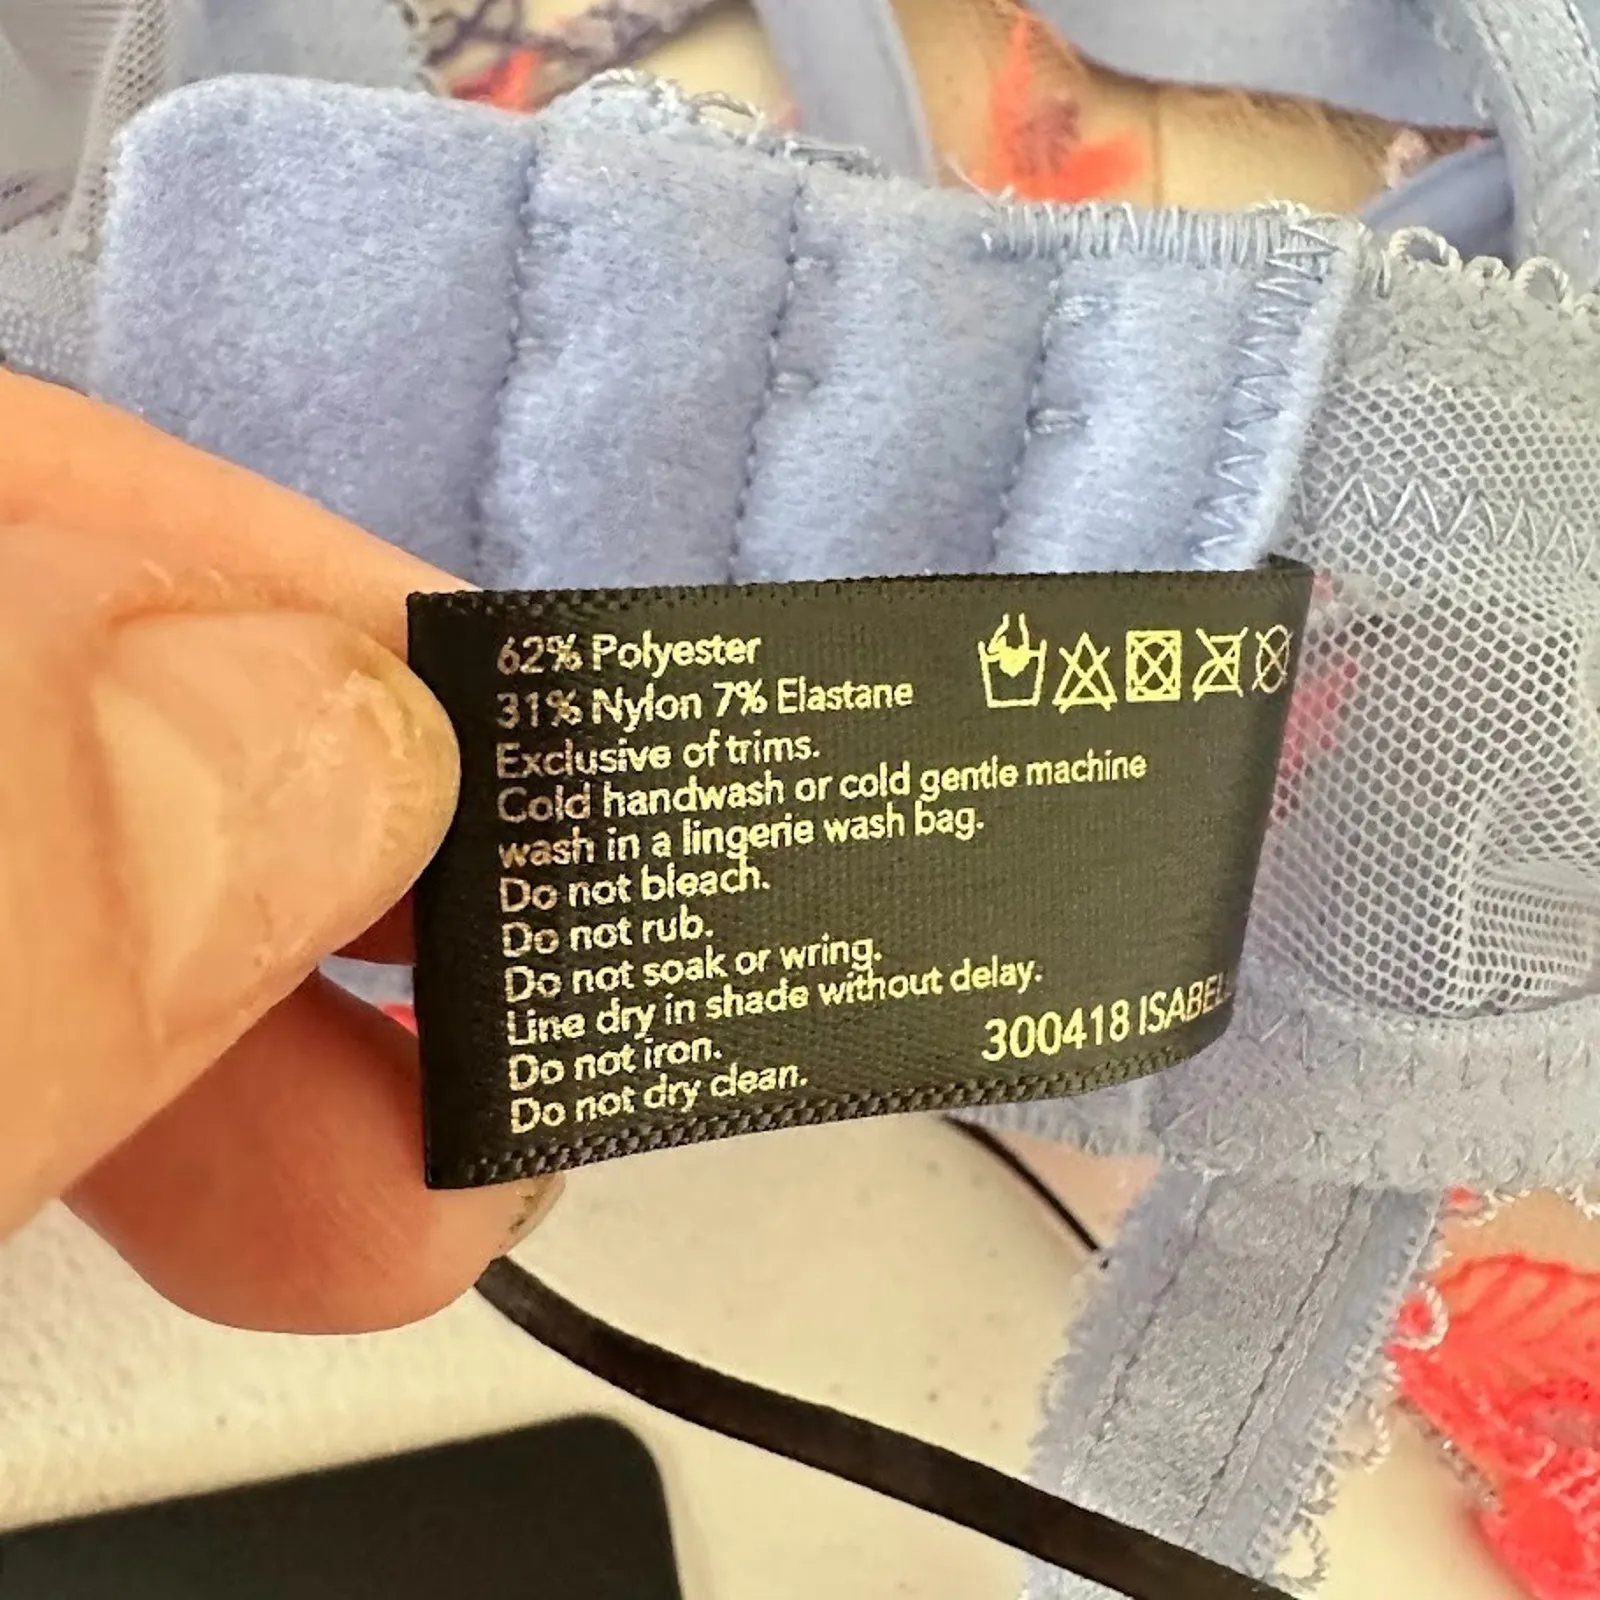 62% Polyester
31% Nylon 7% Elastane
Exclusive of trims.
Cold handwash or cold gentle machine
wash in a lingerie wash bag.
Do not bleach.
Do not rub.
Do not soak or wring.
Line dry in shade without delay.
Do not iron.
Do not dry clean.
300418